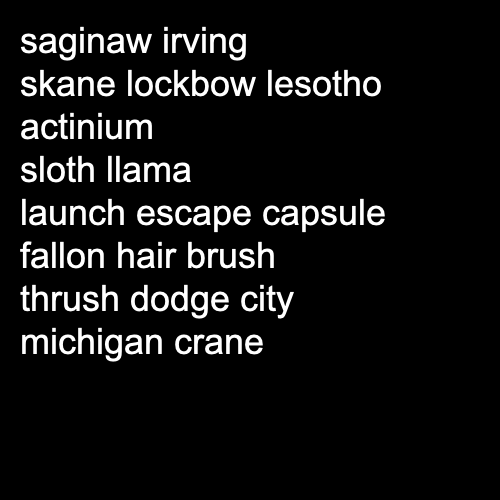 saginaw irving
skane lockbow lesotho
actinium
sloth llama
launch escape capsule
fallon hair brush
thrush dodge city
michigan crane